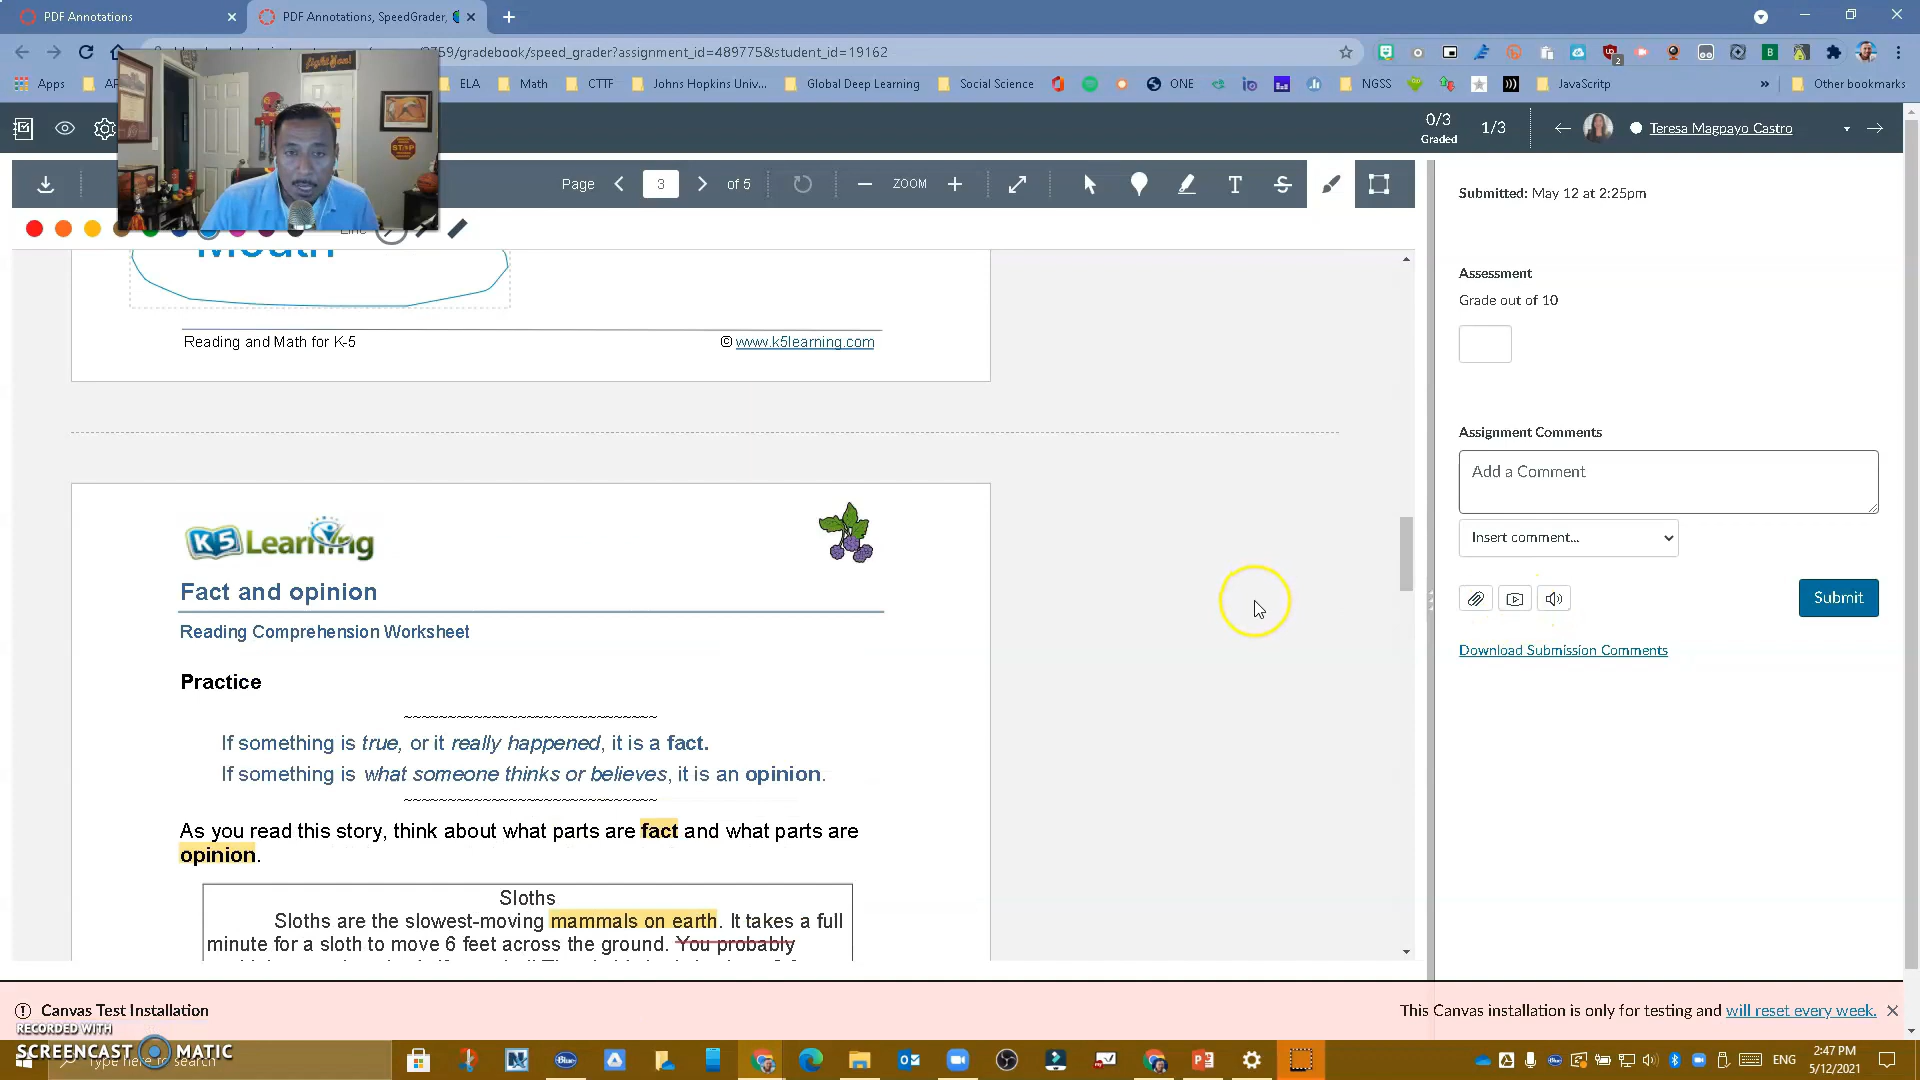 PDF Annotations
PDF Annotations, SpeedGrader,
759/gradebook/speed_grader?assignment_id=489775&student_id=19162
Apps
ELA
Math
CTTF
Johns Hopkins Univ...
Global Deep Learning
Social Science
ONE
NGSS
JavaScritp
Other bookmarks
0/3
Graded
1/3
Teresa Magpayo Castro
Page
3
of 5
ZOOM
Line
Mouth
Reading and Math for K-5
© www.k5learning.com
K5 Learning
Fact and opinion
Reading Comprehension Worksheet
Practice
~~~~~~~~~~~~~~~~~~~~~~~~~~~~
If something is true, or it really happened, it is a fact.
If something is what someone thinks or believes, it is an opinion.
~~~~~~~~~~~~~~~~~~~~~~~~~~~~
As you read this story, think about what parts are fact and what parts are
opinion.
Sloths
Sloths are the slowest-moving mammals on earth. It takes a full
minute for a sloth to move 6 feet across the ground. You probably
Submitted: May 12 at 2:25pm
Assessment
Grade out of 10
Assignment Comments
Add a Comment
Insert comment...
Submit
Download Submission Comments
Canvas Test Installation
This Canvas installation is only for testing and will reset every week.
RECORDED WITH
SCREENCAST MATIC
Type here to search
ENG
2:47 PM
5/12/2021